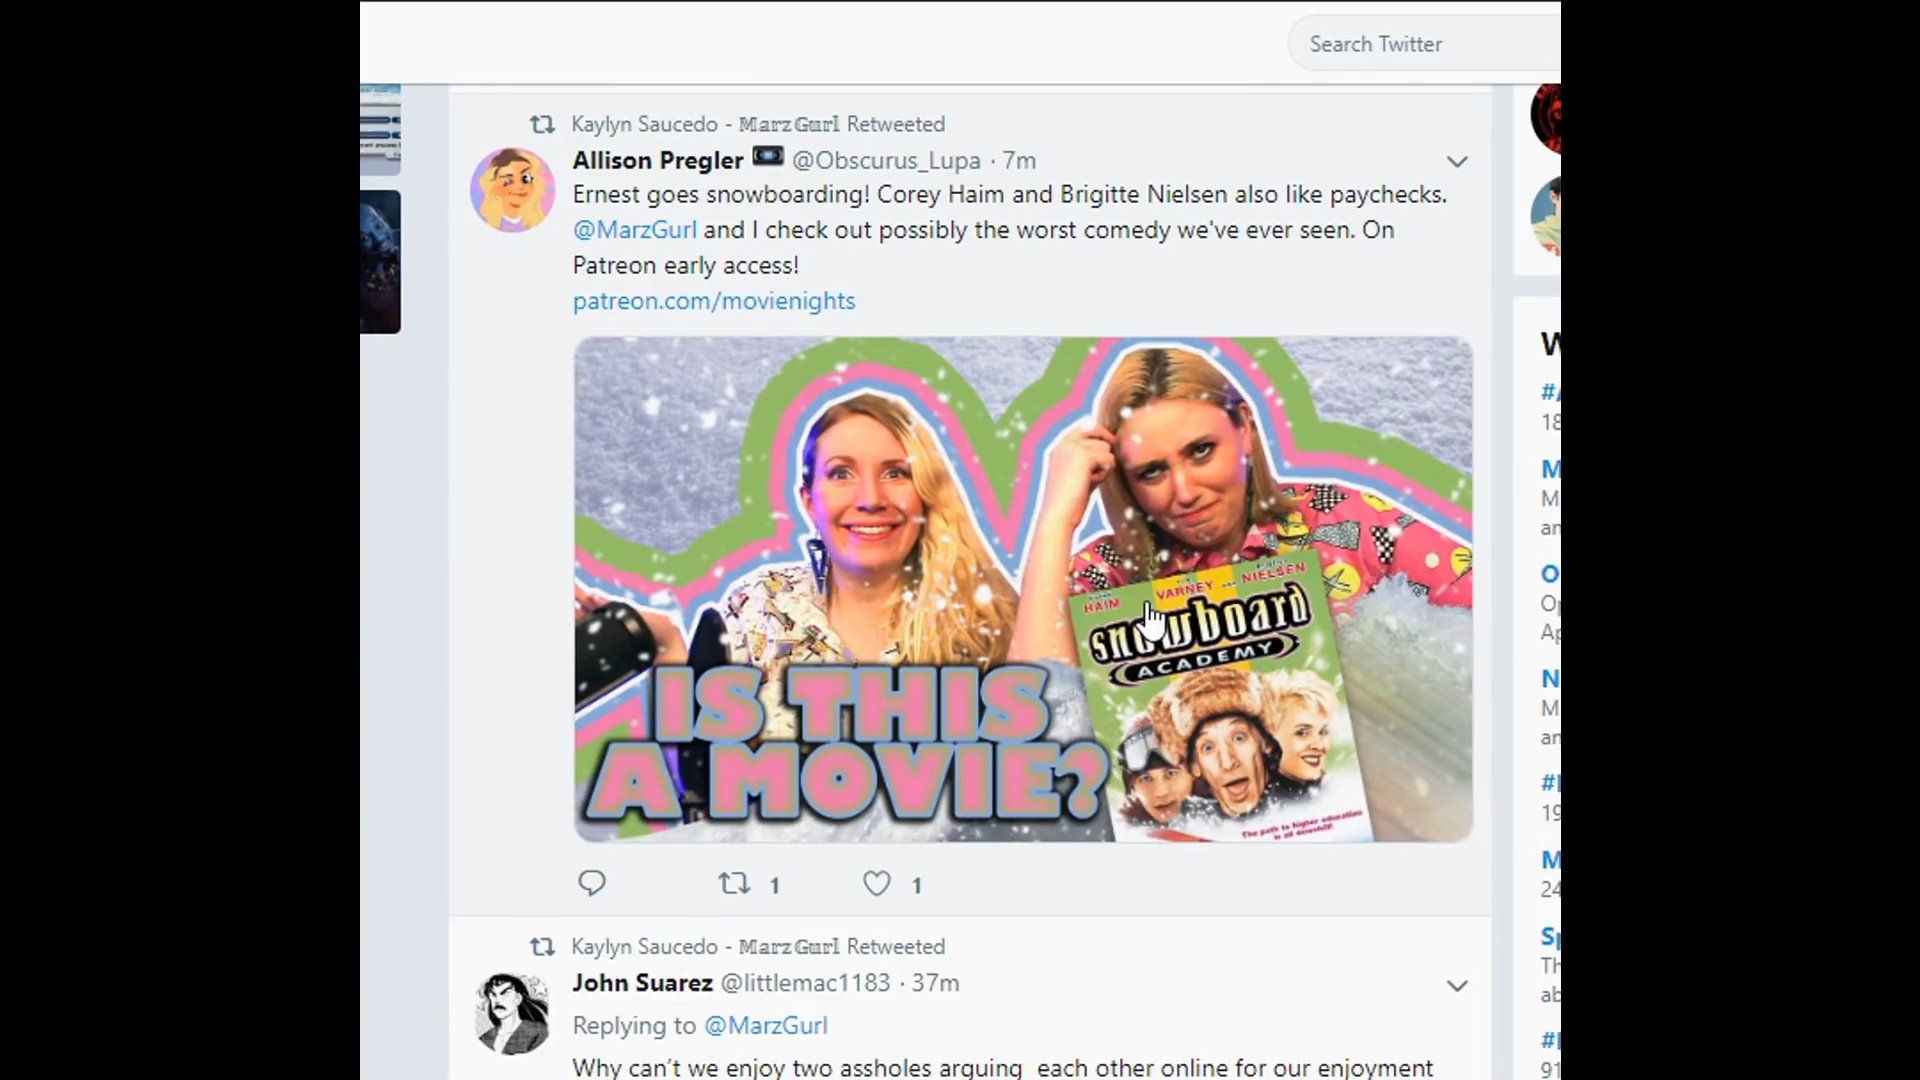 Search Twitter
Kaylyn Saucedo - MarzGurl Retweeted
Allison Pregler @Obscurus_Lupa · 7m
Ernest goes snowboarding! Corey Haim and Brigitte Nielsen also like paychecks.
@MarzGurl and I check out possibly the worst comedy we've ever seen. On
Patreon early access!
patreon.com/movienights
HAIM VARNEY NIELSEN
snowboard
ACADEMY
IS THIS
A MOVIE?
The path to higher education
is all downhill!
1 1
Kaylyn Saucedo - MarzGurl Retweeted
John Suarez @littlemac1183 · 37m
Replying to @MarzGurl
Why can't we enjoy two assholes arguing each other online for our enjoyment